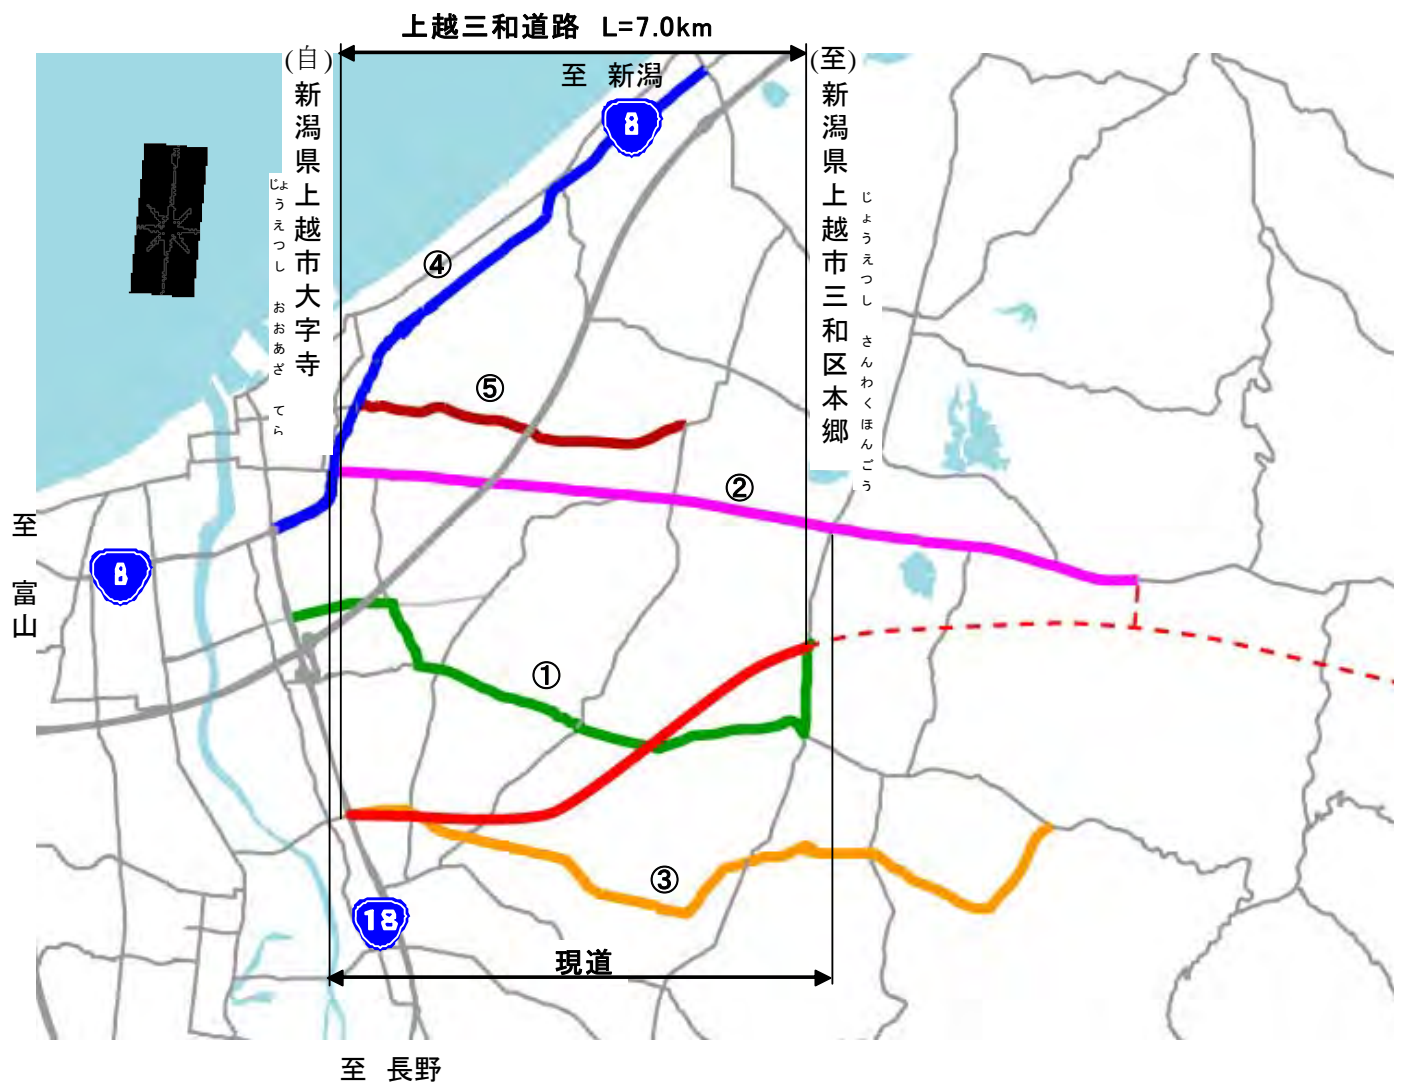 上越三和道路 L=7.0km
(自)
新潟県上越市大字寺
じょうえつし おおあざ てら
至 新潟
8
(至)
新潟県上越市三和区本郷
じょうえつし さんわくほんごう
④
⑤
②
至 富山
8
①
③
18
現道
至 長野